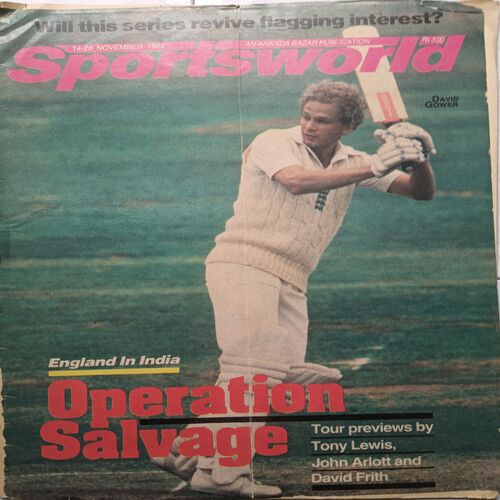 Will this series revive flagging interest?
14-20 NOVEMBER 1984 AN ANANDA BAZAR PUBLICATION Rs 3.00
Sportsworld
DAVID
GOWER
England In India
Operation
Salvage
Tour previews by
Tony Lewis,
John Arlott and
David Frith